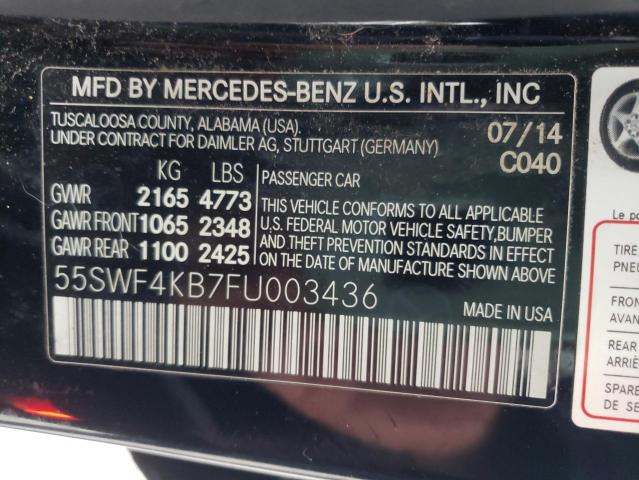 MFD BY MERCEDES-BENZ U.S. INTL., INC
TUSCALOOSA COUNTY, ALABAMA (USA).
UNDER CONTRACT FOR DAIMLER AG, STUTTGART (GERMANY)
07/14
C040
KG LBS
GVWR 2165 4773
GAWR FRONT 1065 2348
GAWR REAR 1100 2425
PASSENGER CAR
THIS VEHICLE CONFORMS TO ALL APPLICABLE
U.S. FEDERAL MOTOR VEHICLE SAFETY, BUMPER
AND THEFT PREVENTION STANDARDS IN EFFECT
ON THE DATE OF MANUFACTURE SHOWN ABOVE.
55SWF4KB7FU003436
MADE IN USA
Le po
TIRE
PNEU
FRON
AVAN
REAR
ARRIÈ
SPARE
DE SE